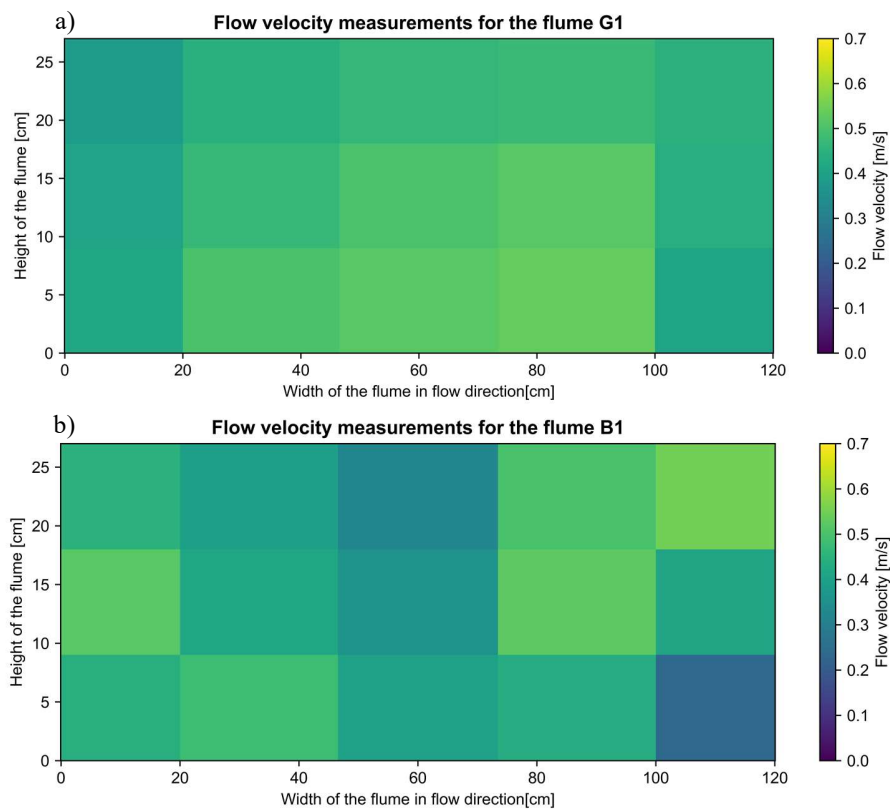 a)
Flow velocity measurements for the flume G1
Height of the flume [cm]
25
20
15
10
5
0
0 20 40 60 80 100 120
Width of the flume in flow direction[cm]
0.7
0.6
0.5
0.4
0.3
0.2
0.1
0.0
Flow velocity [m/s]
b)
Flow velocity measurements for the flume B1
Height of the flume [cm]
25
20
15
10
5
0
0 20 40 60 80 100 120
Width of the flume in flow direction[cm]
0.7
0.6
0.5
0.4
0.3
0.2
0.1
0.0
Flow velocity [m/s]